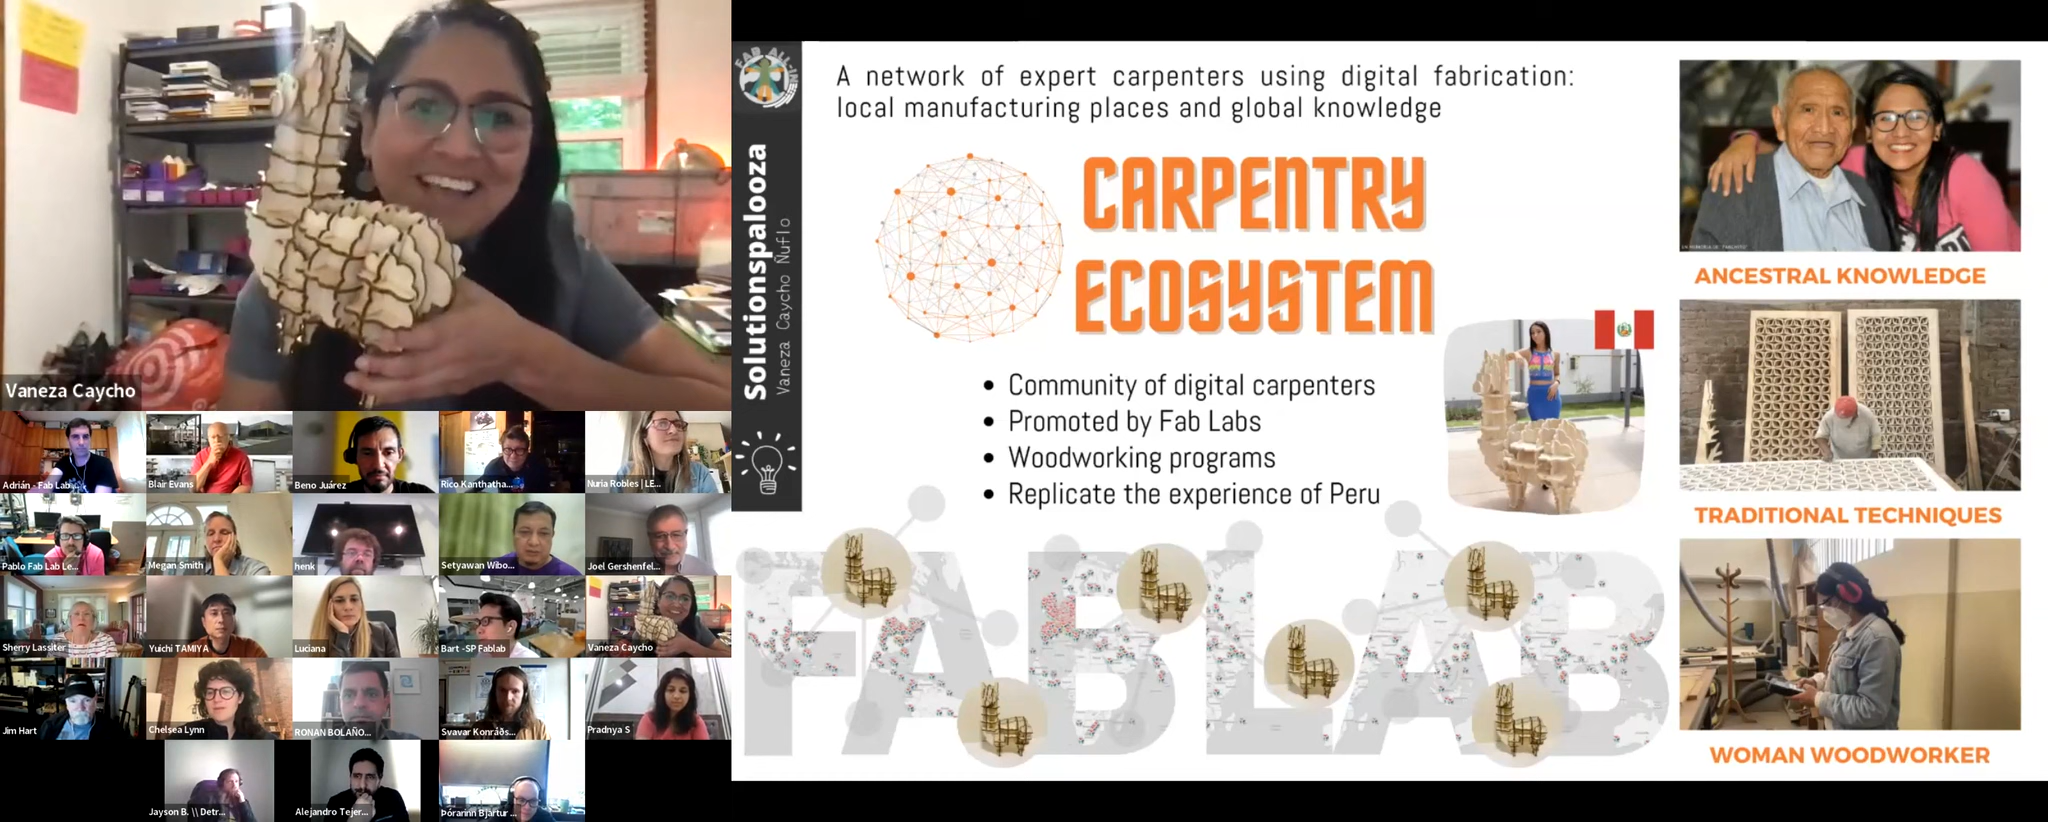 Vaneza Caycho
Adrián - Fab Lab...
Blair Evans
Beno Juárez
Rico Kanthatha...
Nuria Robles | LE...
Pablo Fab Lab Le...
Megan Smith
henk
Setyawan Wibo...
Joel Gershenfel...
Sherry Lassiter
Yuichi TAMIYA
Luciana
Bart -SP Fablab
Vaneza Caycho
Jim Hart
Chelsea Lynn
RONAN BOLAÑO...
Svavar Konráðs...
Pradnya S
Jayson B. \\ Detr...
Alejandro Tejer...
Þórarinn Bjartur ...
FAB ALL-IN
Solutionspalooza
Vaneza Caycho Ñuflo
A network of expert carpenters using digital fabrication:
local manufacturing places and global knowledge
CARPENTRY
ECOSYSTEM
• Community of digital carpenters
• Promoted by Fab Labs
• Woodworking programs
• Replicate the experience of Peru
FABLAB
ANCESTRAL KNOWLEDGE
TRADITIONAL TECHNIQUES
WOMAN WOODWORKER